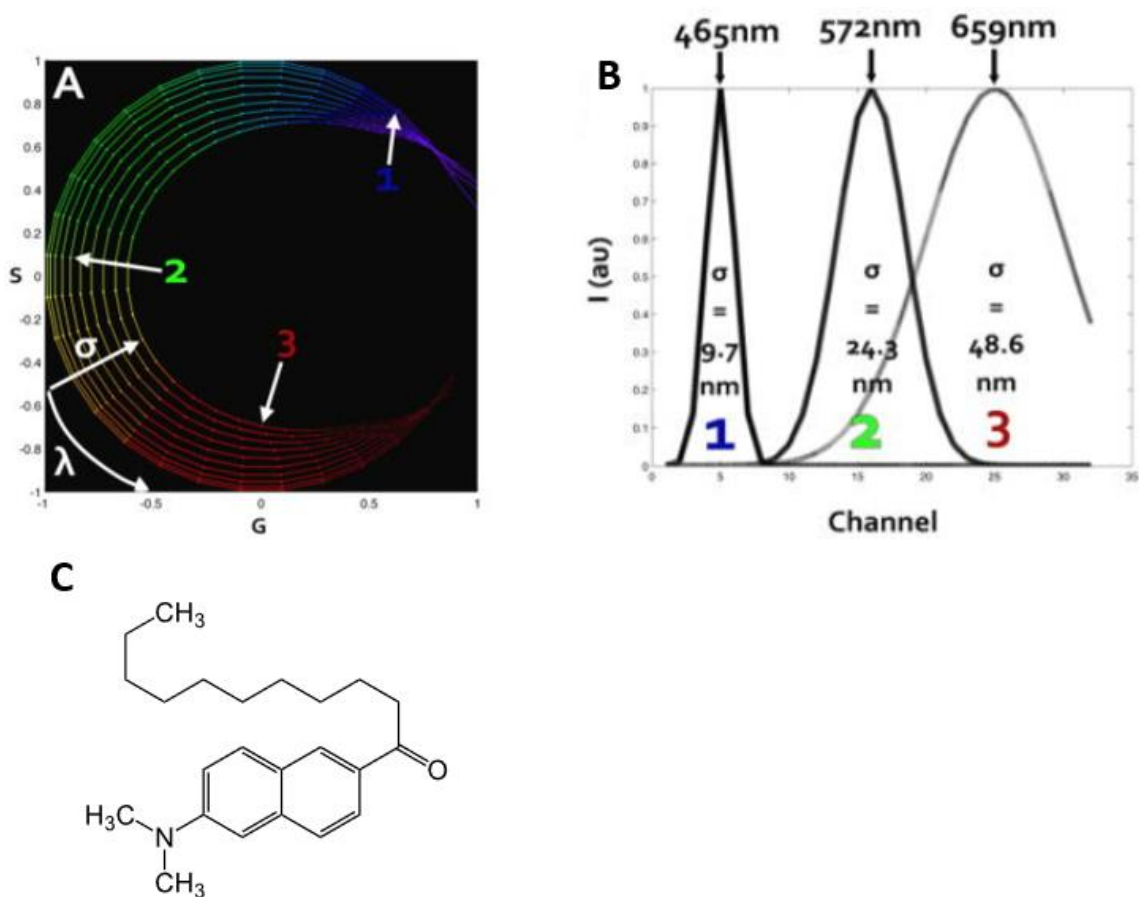 A
1
0.8
0.6
0.4
0.2
0
-0.2
-0.4
-0.6
-0.8
-1
S
1
2
3
σ
λ
-1
-0.5
0
0.5
1
G
465nm 572nm 659nm
B
1
0.9
0.8
0.7
0.6
0.5
0.4
0.3
0.2
0.1
0
I (au)
σ σ σ
= = =
9.7 24.3 48.6
nm nm nm
1 2 3
0 5 10 15 20 25 30 35
Channel
C
CH3
O
H3C
N
CH3